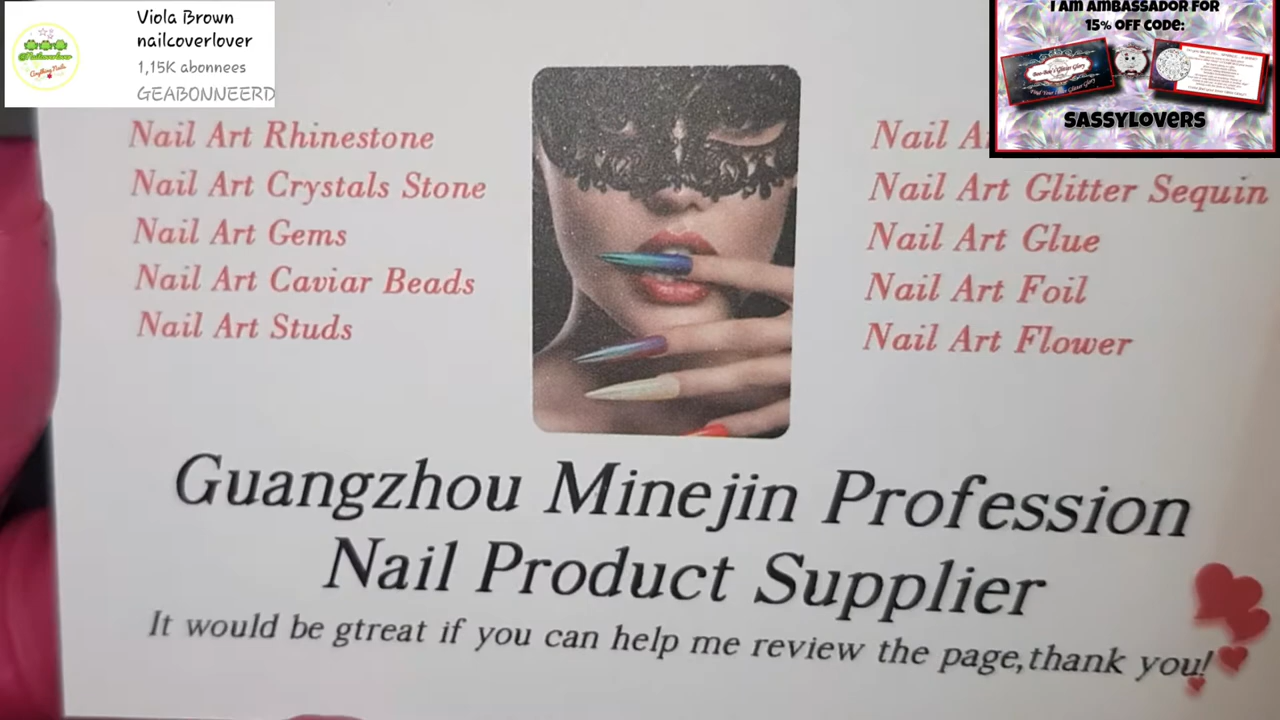 Viola Brown
nailcoverlover
1,15K abonnees
GEABONNEERD
I AM AMBASSADOR FOR
15% OFF CODE:
SASSYLOVERS
Nail Art Rhinestone
Nail Art Crystals Stone
Nail Art Gems
Nail Art Caviar Beads
Nail Art Studs
Nail
Nail Art Glitter Sequin
Nail Art Glue
Nail Art Foil
Nail Art Flower
Guangzhou Minejin Profession
Nail Product Supplier
It would be gtreat if you can help me review the page,thank you!